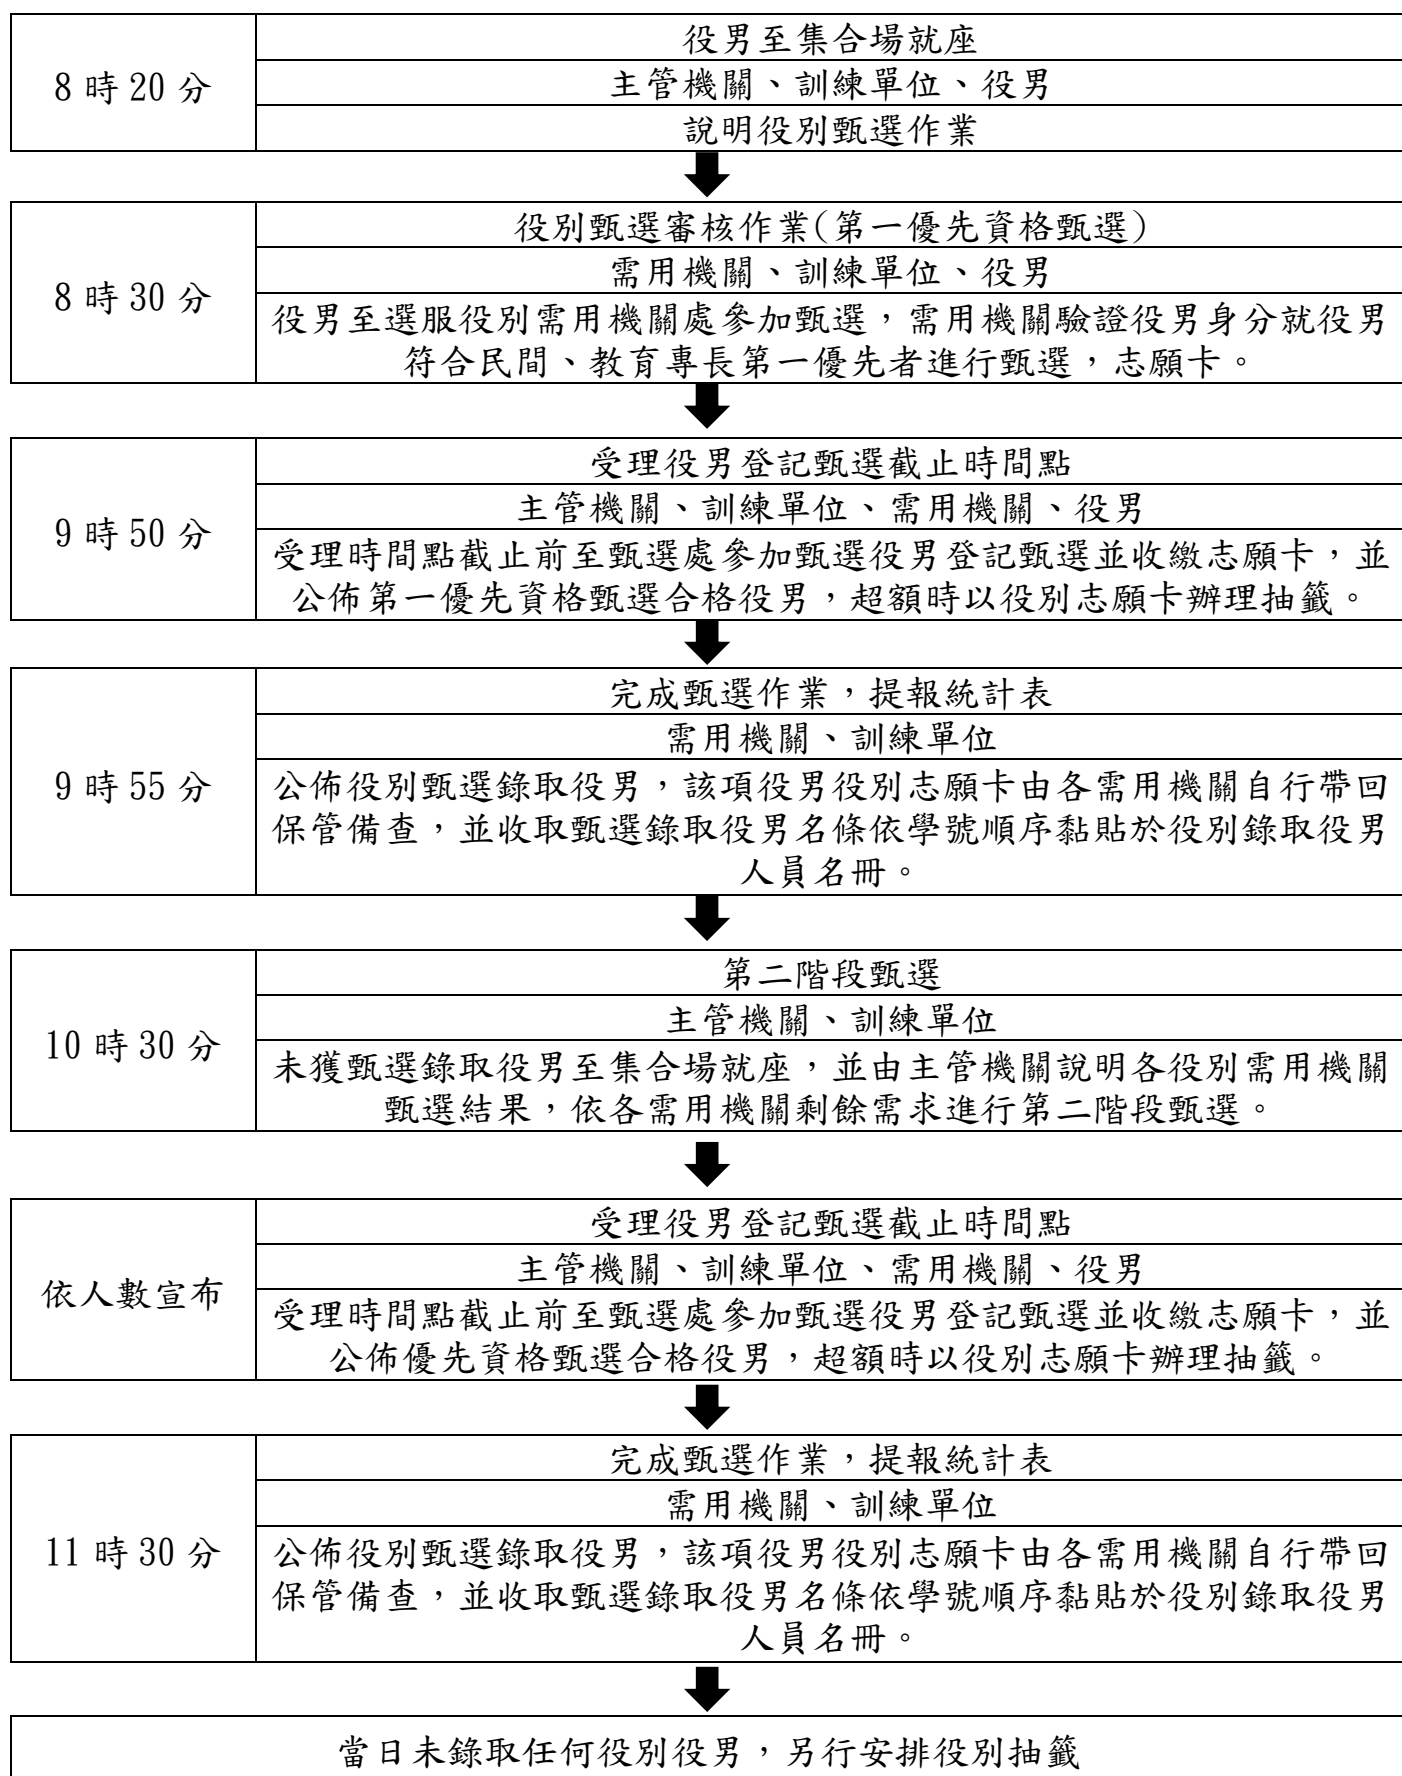 8 時 20 分
役男至集合場就座
主管機關、訓練單位、役男
說明役別甄選作業
8 時 30 分
役別甄選審核作業(第一優先資格甄選)
需用機關、訓練單位、役男
役男至選服役別需用機關處參加甄選，需用機關驗證役男身分就役男
符合民間、教育專長第一優先者進行甄選，志願卡。
9 時 50 分
受理役男登記甄選截止時間點
主管機關、訓練單位、需用機關、役男
受理時間點截止前至甄選處參加甄選役男登記甄選並收繳志願卡，並
公佈第一優先資格甄選合格役男，超額時以役別志願卡辦理抽籤。
9 時 55 分
完成甄選作業，提報統計表
需用機關、訓練單位
公佈役別甄選錄取役男，該項役男役別志願卡由各需用機關自行帶回
保管備查，並收取甄選錄取役男名條依學號順序黏貼於役別錄取役男
人員名冊。
10 時 30 分
第二階段甄選
主管機關、訓練單位
未獲甄選錄取役男至集合場就座，並由主管機關說明各役別需用機關
甄選結果，依各需用機關剩餘需求進行第二階段甄選。
依人數宣布
受理役男登記甄選截止時間點
主管機關、訓練單位、需用機關、役男
受理時間點截止前至甄選處參加甄選役男登記甄選並收繳志願卡，並
公佈優先資格甄選合格役男，超額時以役別志願卡辦理抽籤。
11 時 30 分
完成甄選作業，提報統計表
需用機關、訓練單位
公佈役別甄選錄取役男，該項役男役別志願卡由各需用機關自行帶回
保管備查，並收取甄選錄取役男名條依學號順序黏貼於役別錄取役男
人員名冊。
當日未錄取任何役別役男，另行安排役別抽籤